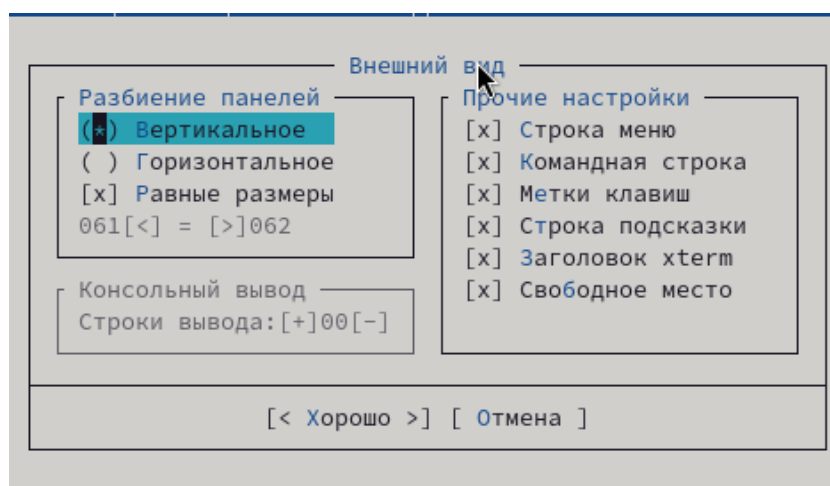 Внешний вид
Разбиение панелей
(*) Вертикальное
( ) Горизонтальное
[x] Равные размеры
061[<] = [>]062
Консольный вывод
Строки вывода:[+]00[-]
Прочие настройки
[x] Строка меню
[x] Командная строка
[x] Метки клавиш
[x] Строка подсказки
[x] Заголовок xterm
[x] Свободное место
[< Хорошо >] [ Отмена ]